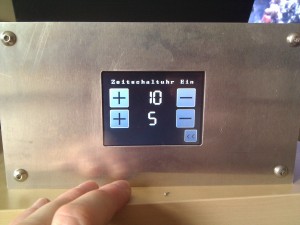 Zeitschaltuhr Ein
+ 10 −
+ 5 −
<<